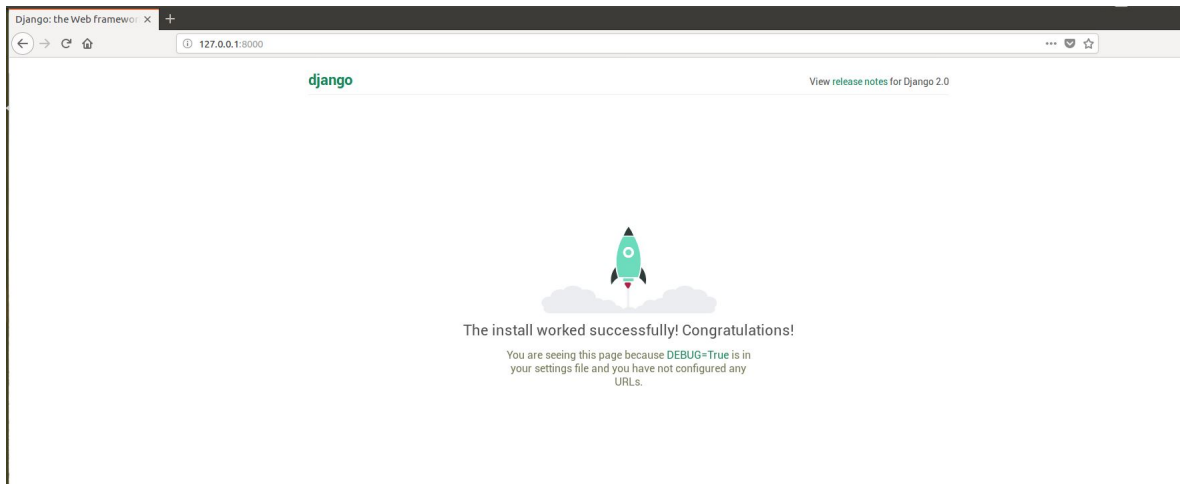 Django: the Web framewor
127.0.0.1:8000
django
View release notes for Django 2.0
The install worked successfully! Congratulations!
You are seeing this page because DEBUG=True is in
your settings file and you have not configured any
URLs.